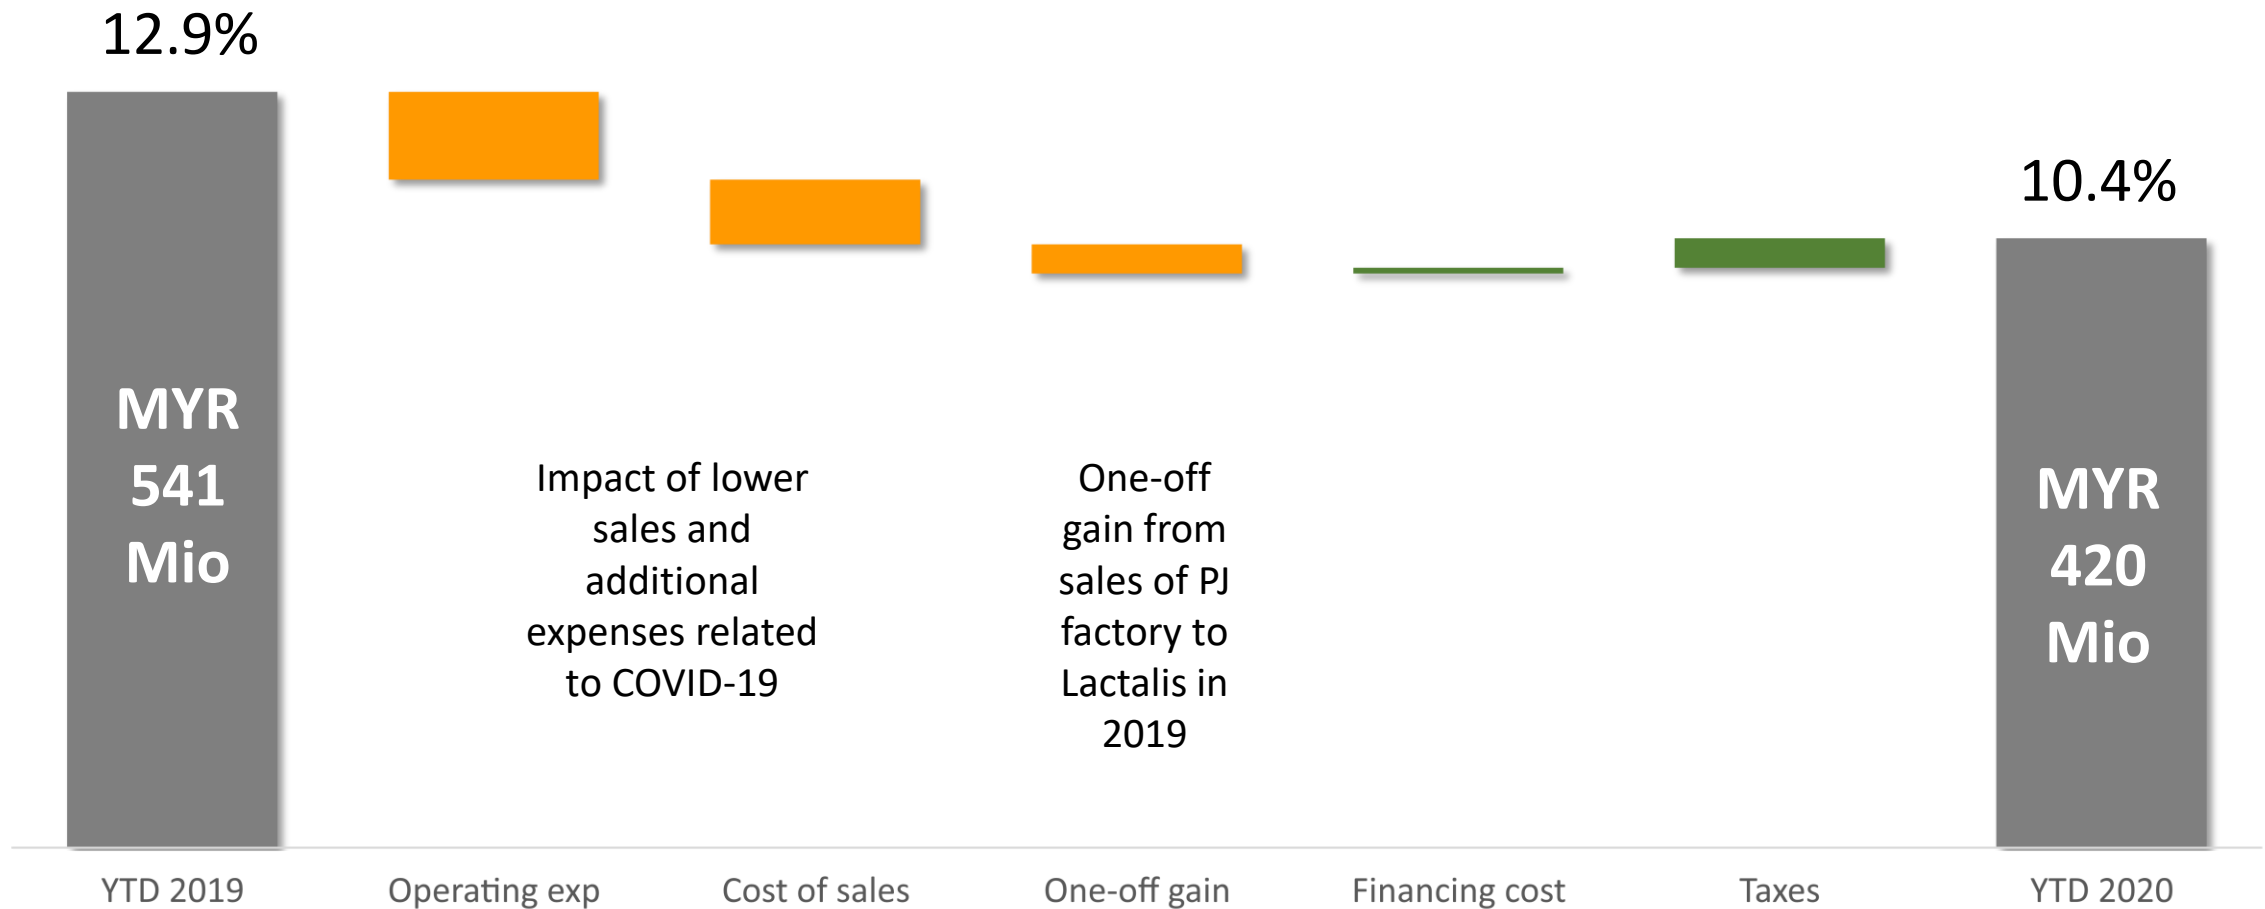 12.9%
10.4%
MYR
541
Mio
Impact of lower
sales and
additional
expenses related
to COVID-19
One-off
gain from
sales of PJ
factory to
Lactalis in
2019
MYR
420
Mio
YTD 2019
Operating exp
Cost of sales
One-off gain
Financing cost
Taxes
YTD 2020